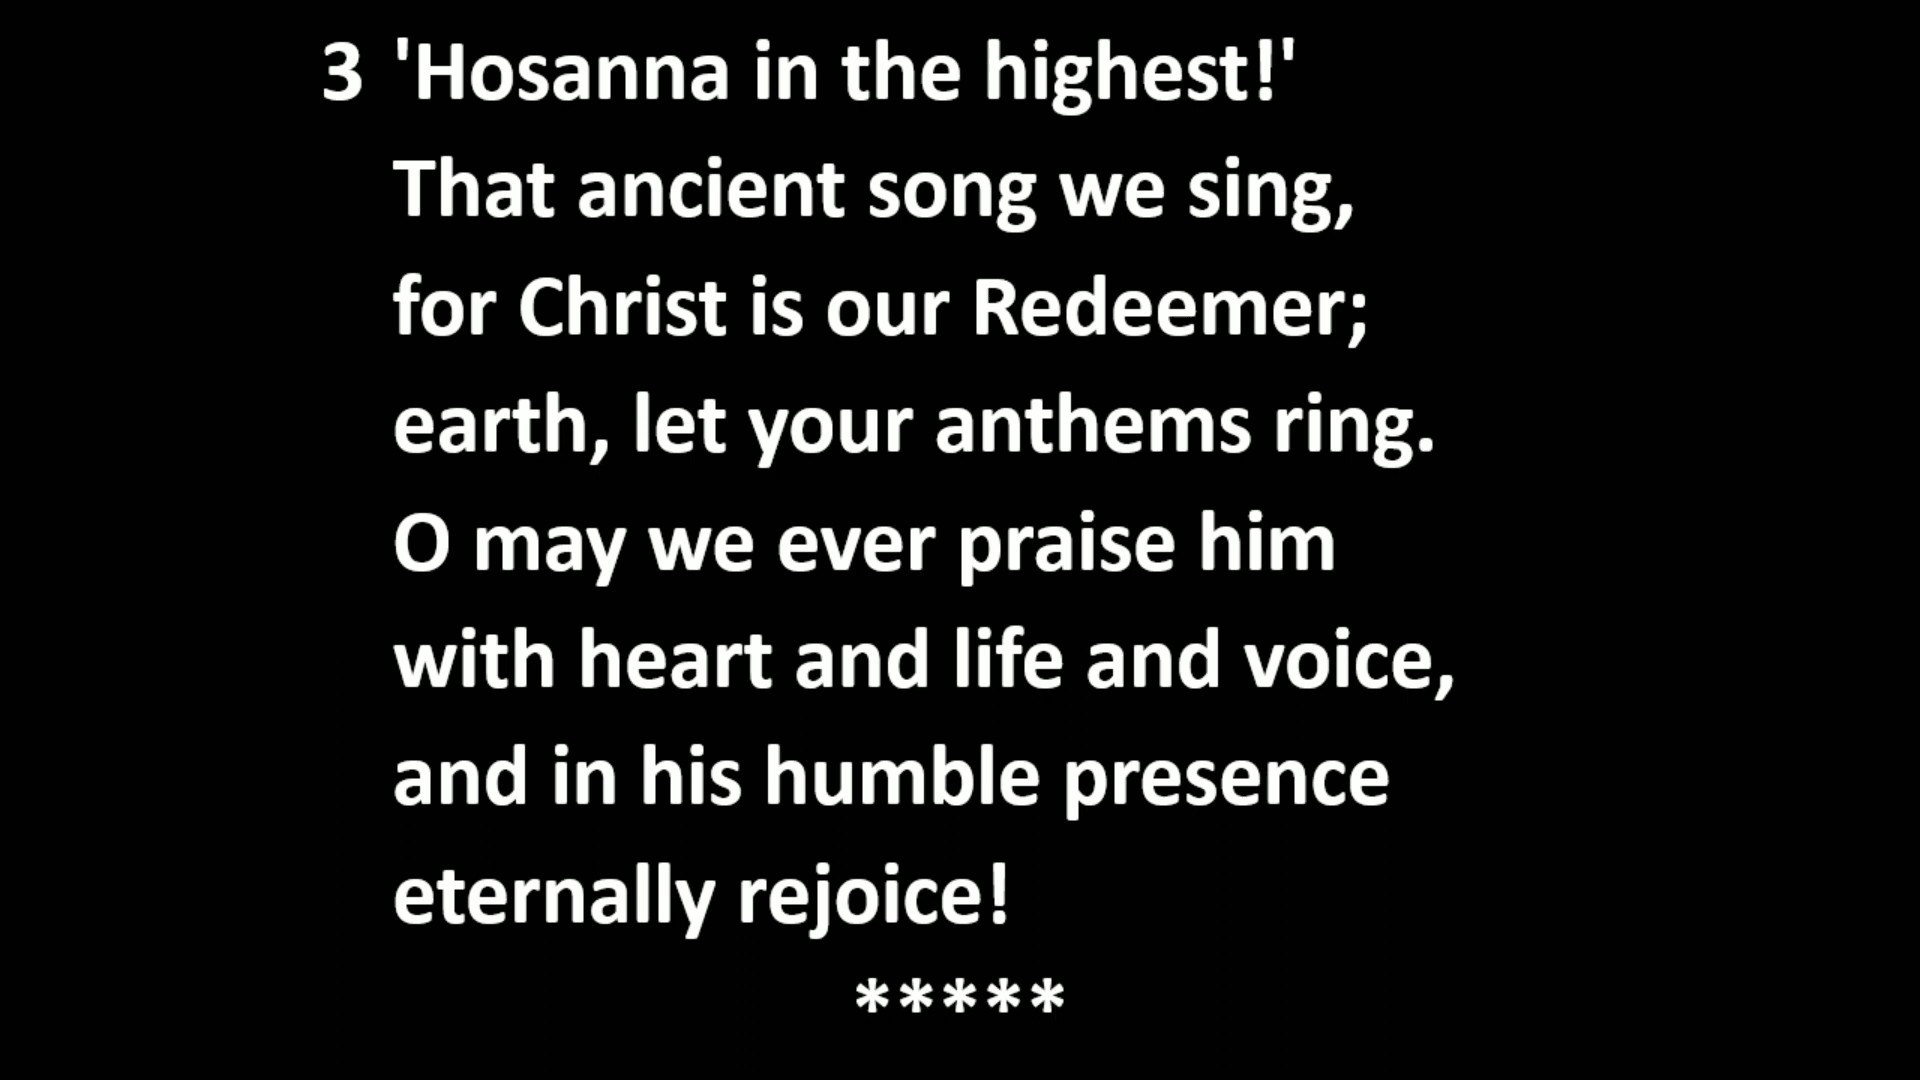 3 'Hosanna in the highest!'
That ancient song we sing,
for Christ is our Redeemer;
earth, let your anthems ring.
O may we ever praise him
with heart and life and voice,
and in his humble presence
eternally rejoice!
*****